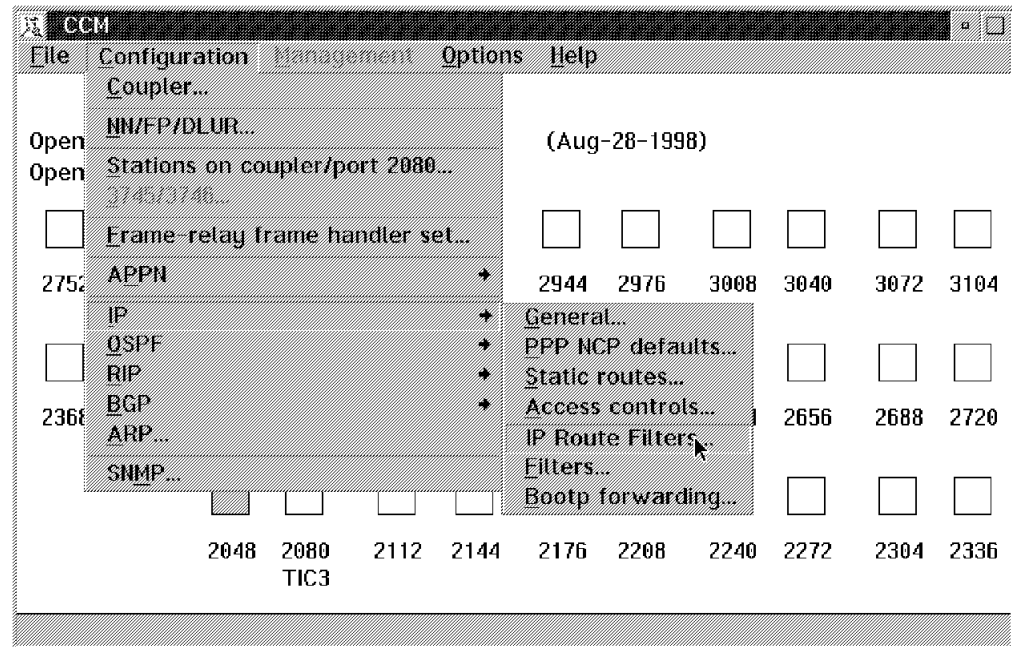 CCM
File Configuration Management Options Help
Coupler...
NN/FP/DLUR...
Open (Aug-28-1998)
Stations on coupler/port 2080...
Open
3745/3746...
Frame-relay frame handler set...
APPN
2752 2944 2976 3008 3040 3072 3104
IP
General...
OSPF
PPP NCP defaults...
RIP
Static routes...
BGP
Access controls...
2368 2656 2688 2720
ARP...
IP Route Filters...
SNMP...
Filters...
Bootp forwarding...
2048 2080 2112 2144 2176 2208 2240 2272 2304 2336
TIC3